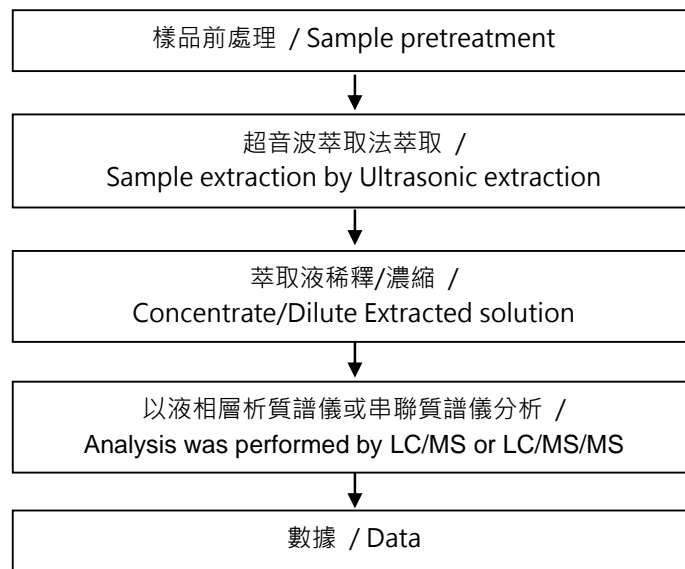 樣品前處理 / Sample pretreatment
超音波萃取法萃取 /
Sample extraction by Ultrasonic extraction
萃取液稀釋/濃縮 /
Concentrate/Dilute Extracted solution
以液相層析質譜儀或串聯質譜儀分析 /
Analysis was performed by LC/MS or LC/MS/MS
數據 / Data